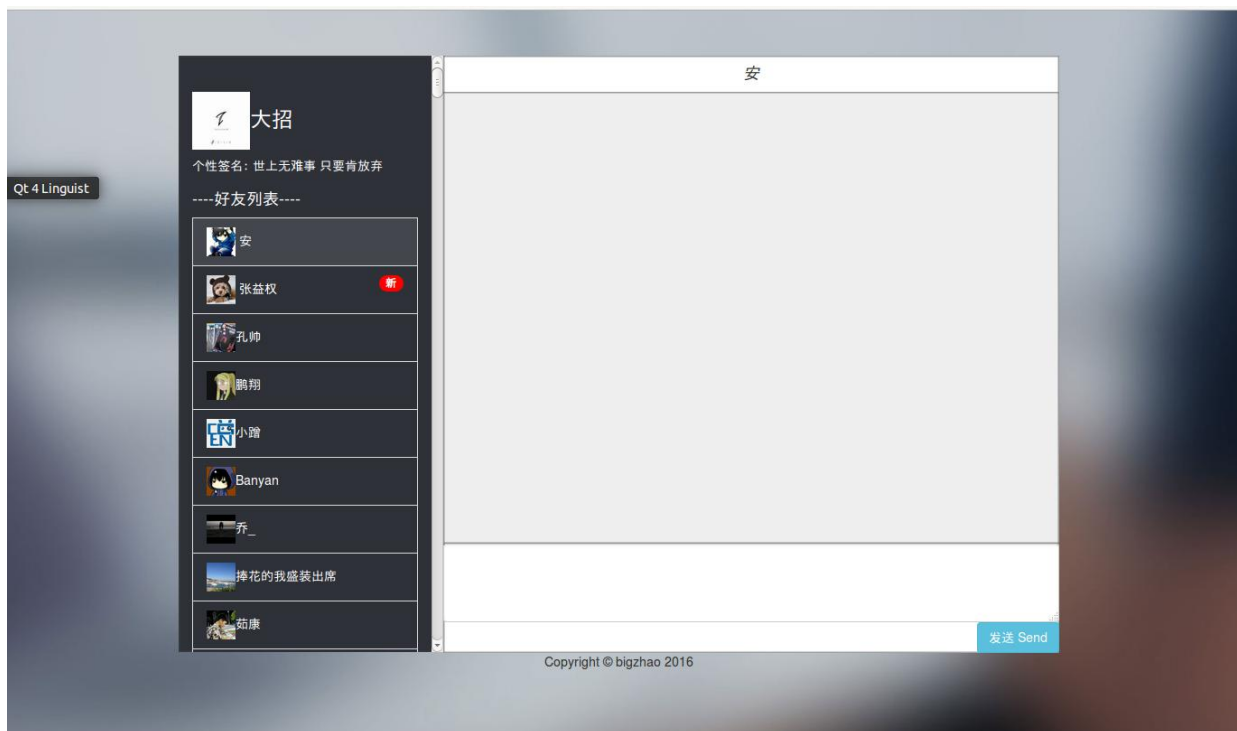 安
大招
个性签名：世上无难事 只要肯放弃
Qt 4 Linguist
----好友列表----
安
张益权
新
孔帅
鹏翔
小蹭
Banyan
乔_
捧花的我盛装出席
茹康
发送 Send
Copyright © bigzhao 2016